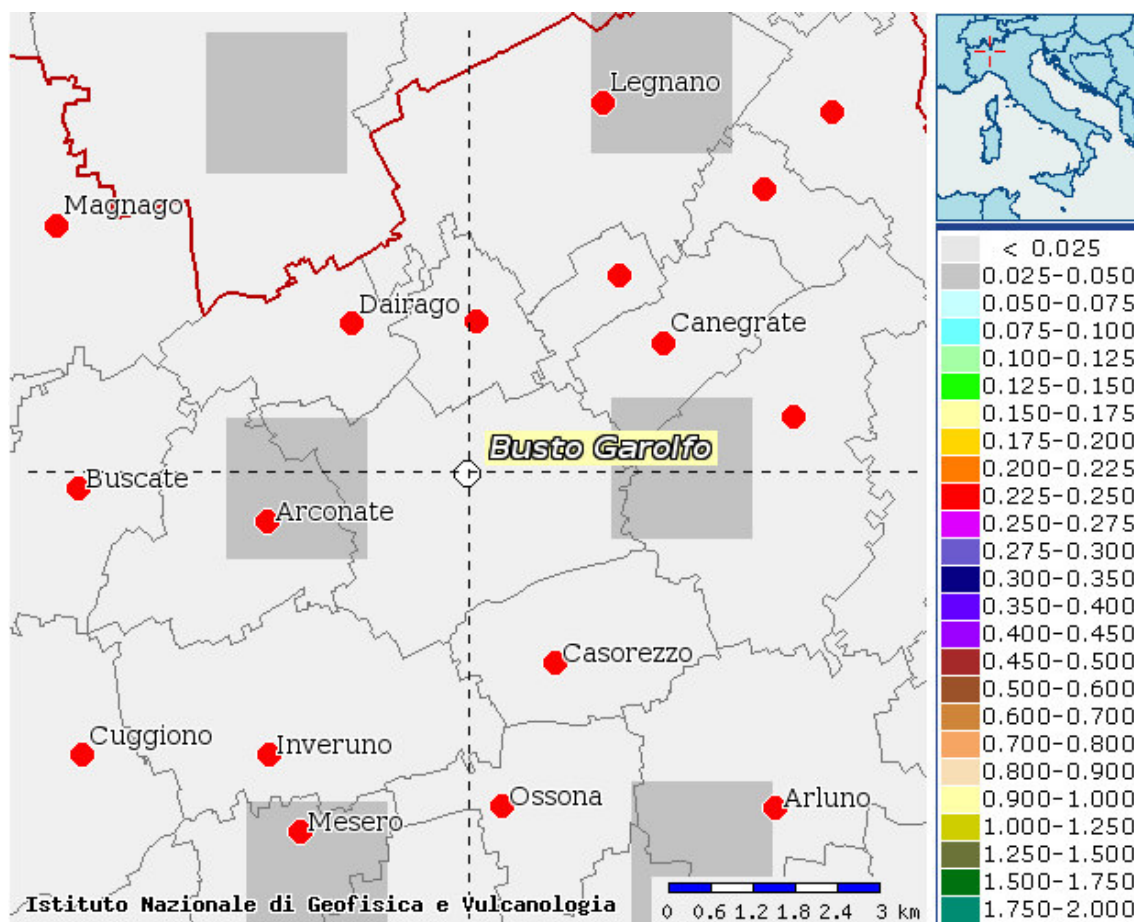 Legnano
Magnago
Dairago
Canegrate
Busto Garolfo
Buscate
Arconate
Casorezzo
Cuggiono
Inveruno
Ossona
Arluno
Mesero
Istituto Nazionale di Geofisica e Vulcanologia
0 0.6 1.2 1.8 2.4 3 km
< 0.025
0.025-0.050
0.050-0.075
0.075-0.100
0.100-0.125
0.125-0.150
0.150-0.175
0.175-0.200
0.200-0.225
0.225-0.250
0.250-0.275
0.275-0.300
0.300-0.350
0.350-0.400
0.400-0.450
0.450-0.500
0.500-0.600
0.600-0.700
0.700-0.800
0.800-0.900
0.900-1.000
1.000-1.250
1.250-1.500
1.500-1.750
1.750-2.000